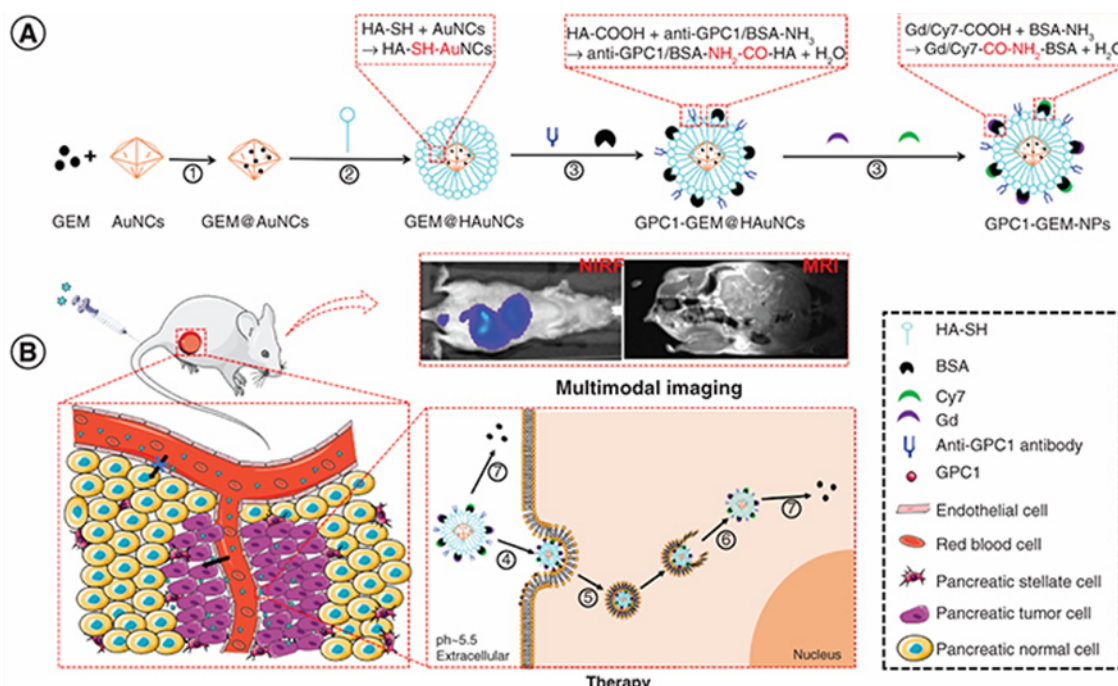 A
HA-SH + AuNCs
→ HA-SH-AuNCs
HA-COOH + anti-GPC1/BSA-NH3
→ anti-GPC1/BSA-NH2-CO-HA + H2O
Gd/Cy7-COOH + BSA-NH3
→ Gd/Cy7-CO-NH2-BSA + H2O
+
①
②
③
③
GEM
AuNCs
GEM@AuNCs
GEM@HAuNCs
GPC1-GEM@HAuNCs
GPC1-GEM-NPs
B
NIRF
MRI
Multimodal imaging
⑦
④
⑤
⑥
⑦
ph~5.5
Extracellular
Nucleus
Therapy
HA-SH
BSA
Cy7
Gd
Anti-GPC1 antibody
GPC1
Endothelial cell
Red blood cell
Pancreatic stellate cell
Pancreatic tumor cell
Pancreatic normal cell